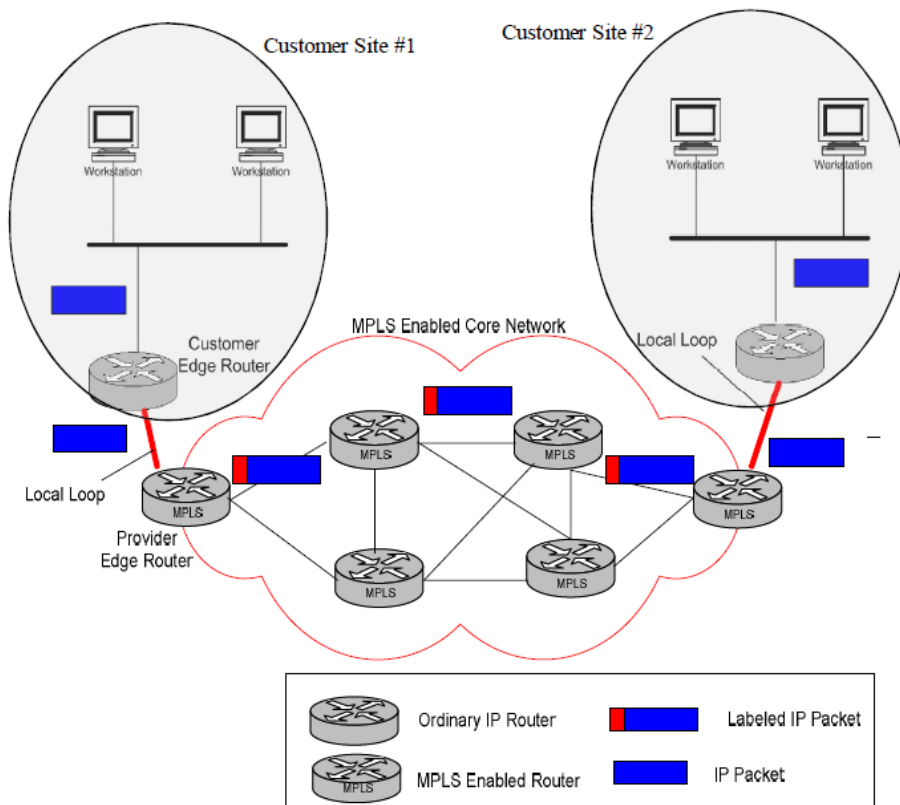 Customer Site #1
Customer Site #2
Workstation
Workstation
Workstation
Workstation
Customer
Edge Router
MPLS Enabled Core Network
Local Loop
Local Loop
MPLS
MPLS
MPLS
MPLS
MPLS
MPLS
Provider
Edge Router
Ordinary IP Router
Labeled IP Packet
MPLS
MPLS Enabled Router
IP Packet